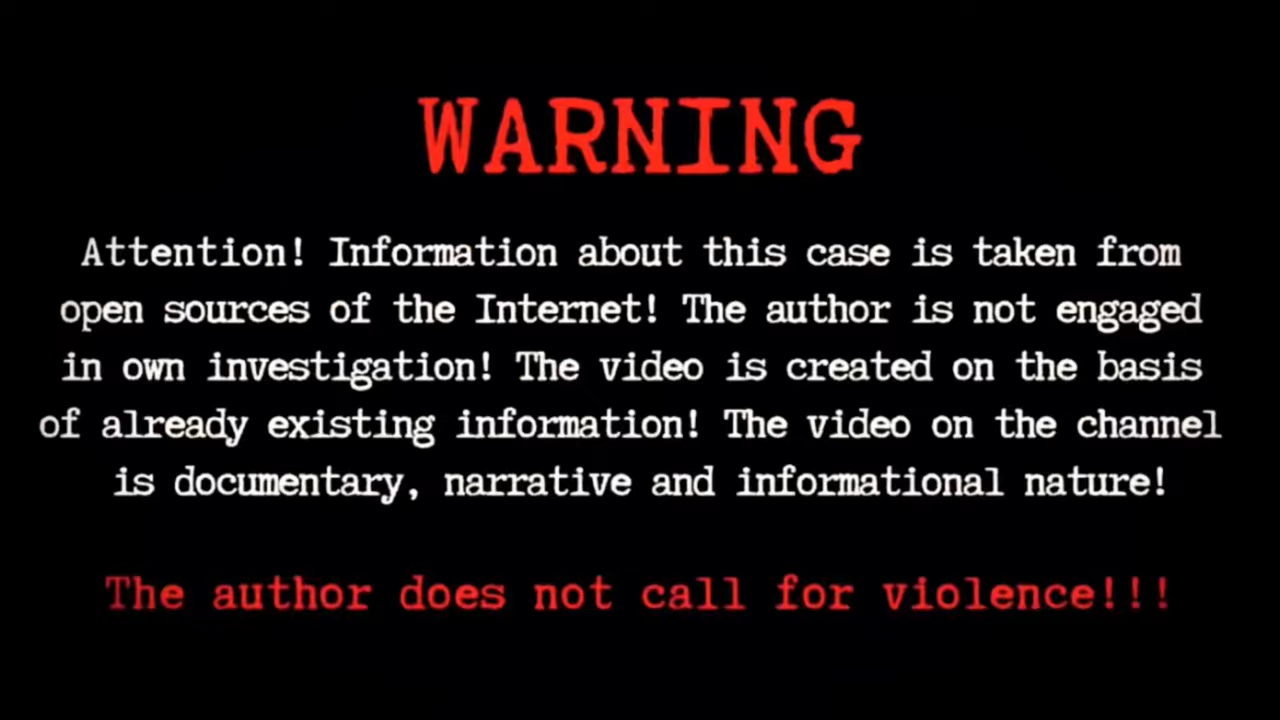 WARNING
Attention! Information about this case is taken from
open sources of the Internet! The author is not engaged
in own investigation! The video is created on the basis
of already existing information! The video on the channel
is documentary, narrative and informational nature!
The author does not call for violence!!!